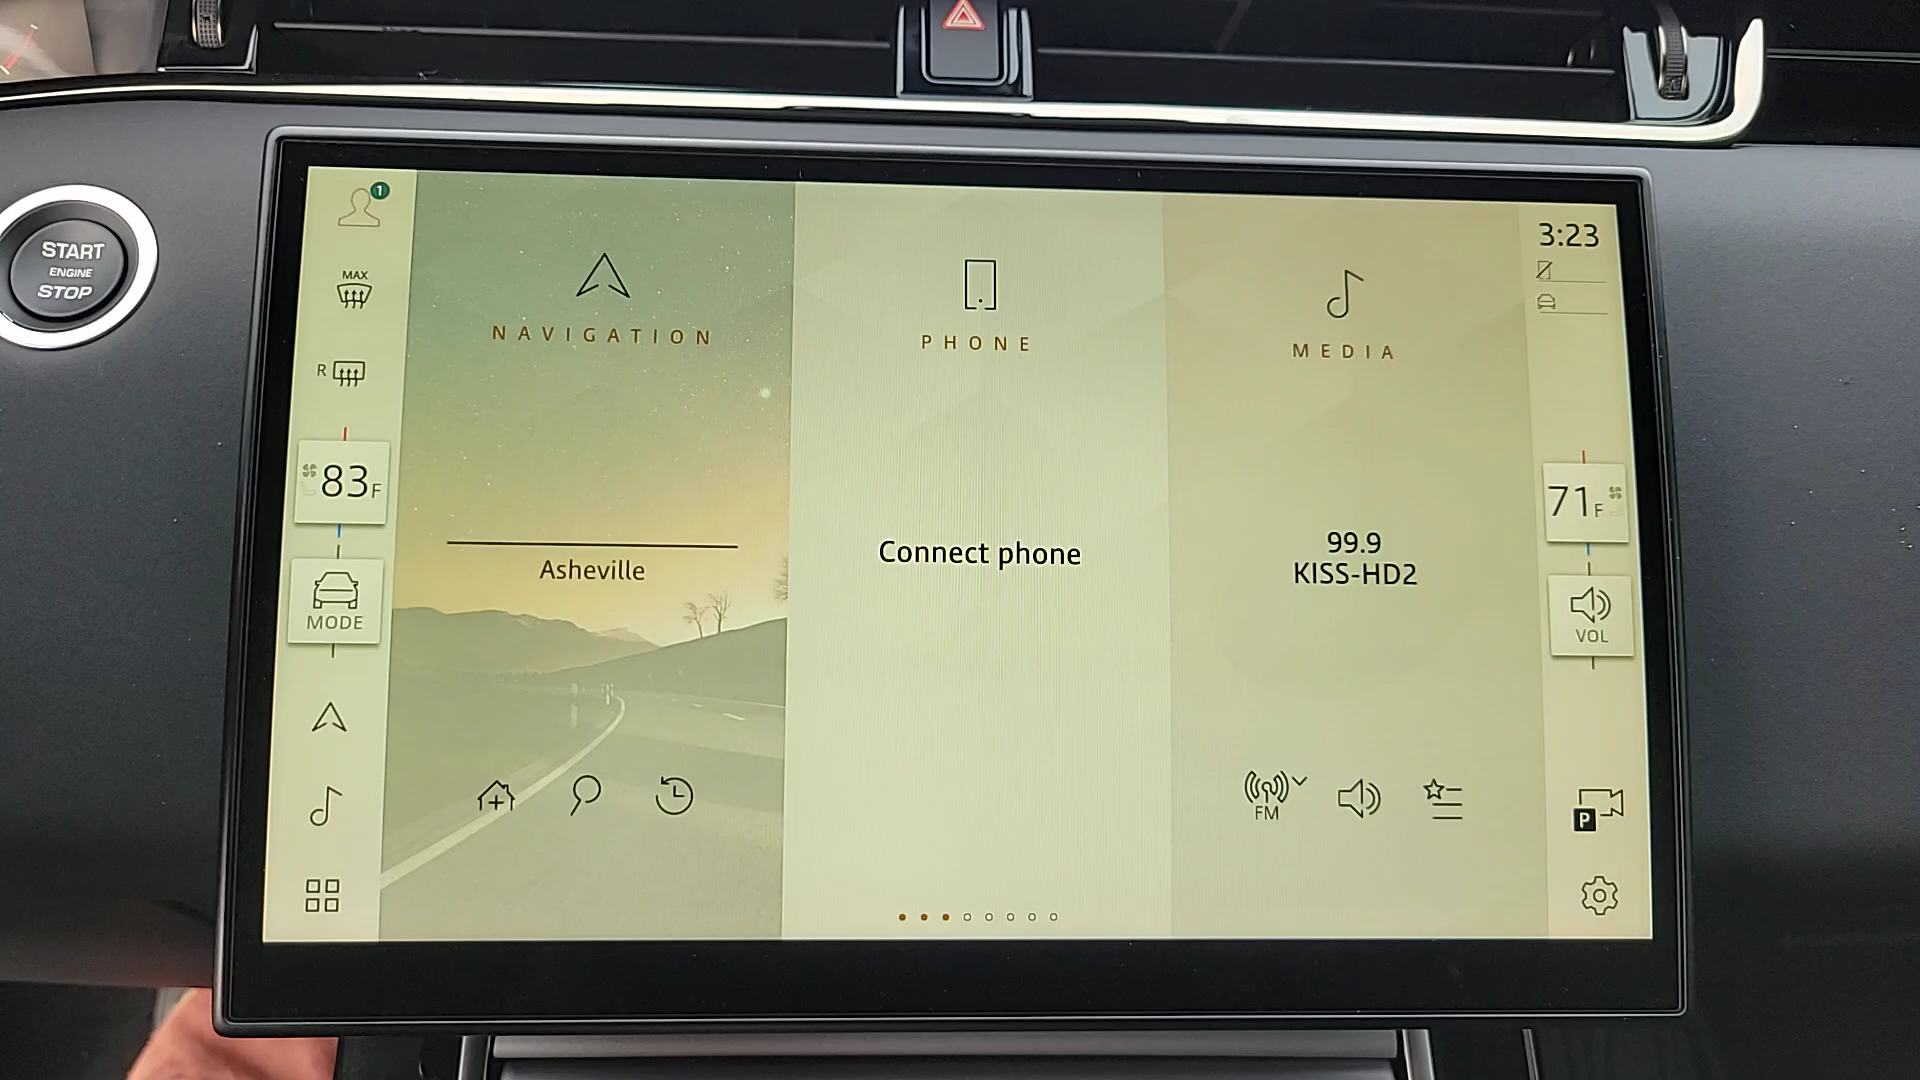 START
ENGINE
STOP
1
MAX
R
83F
MODE
NAVIGATION
Asheville
PHONE
Connect phone
MEDIA
99.9
KISS-HD2
FM
3:23
71F
VOL
P